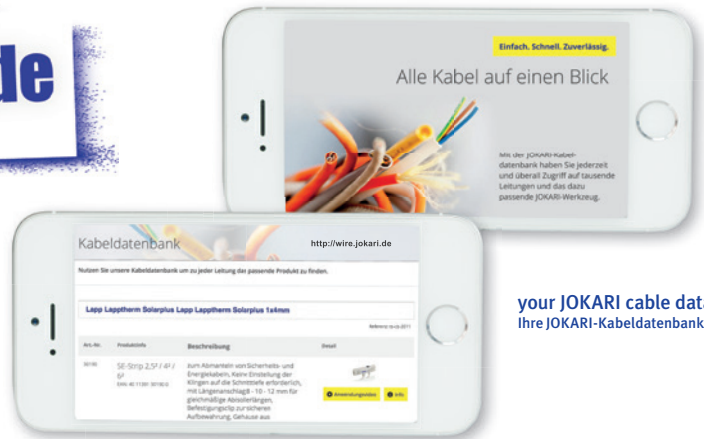 de
Einfach. Schnell. Zuverlässig.
Alle Kabel auf einen Blick
Mit der JOKARI-Kabel-
datenbank haben Sie jederzeit
und überall Zugriff auf tausende
Leitungen und das dazu
passende JOKARI-Werkzeug.
Kabeldatenbank
http://wire.jokari.de
Nutzen Sie unsere Kabeldatenbank um zu jeder Leitung das passende Produkt zu finden.
Lapp Lapptherm Solarplus Lapp Lapptherm Solarplus 1x4mm
Art.-Nr. Produktinfo Beschreibung Detail
30190
SE-Strip 2,5² / 4² /
6²
zum Abmanteln von Sicherheits- und
Energiekabeln, Keine Einstellung der
Klingen auf die Schnitttiefe erforderlich,
mit Längenanschlag8 - 10 - 12 mm für
gleichmäßige Abisolierlängen,
Befestigungsclip zur sicheren
Aufbewahrung, Gehäuse aus
Anwendungsvideo
Info
your JOKARI cable data
Ihre JOKARI-Kabeldatenbank